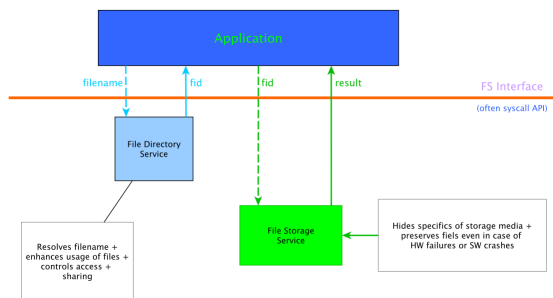 Application
filename
fid
fid
result
FS Interface
(often syscall API)
File Directory
Service
File Storage
Service
Resolves filename +
enhances usage of files +
controls access +
sharing
Hides specifics of storage media +
preserves fiels even in case of
HW failures or SW crashes